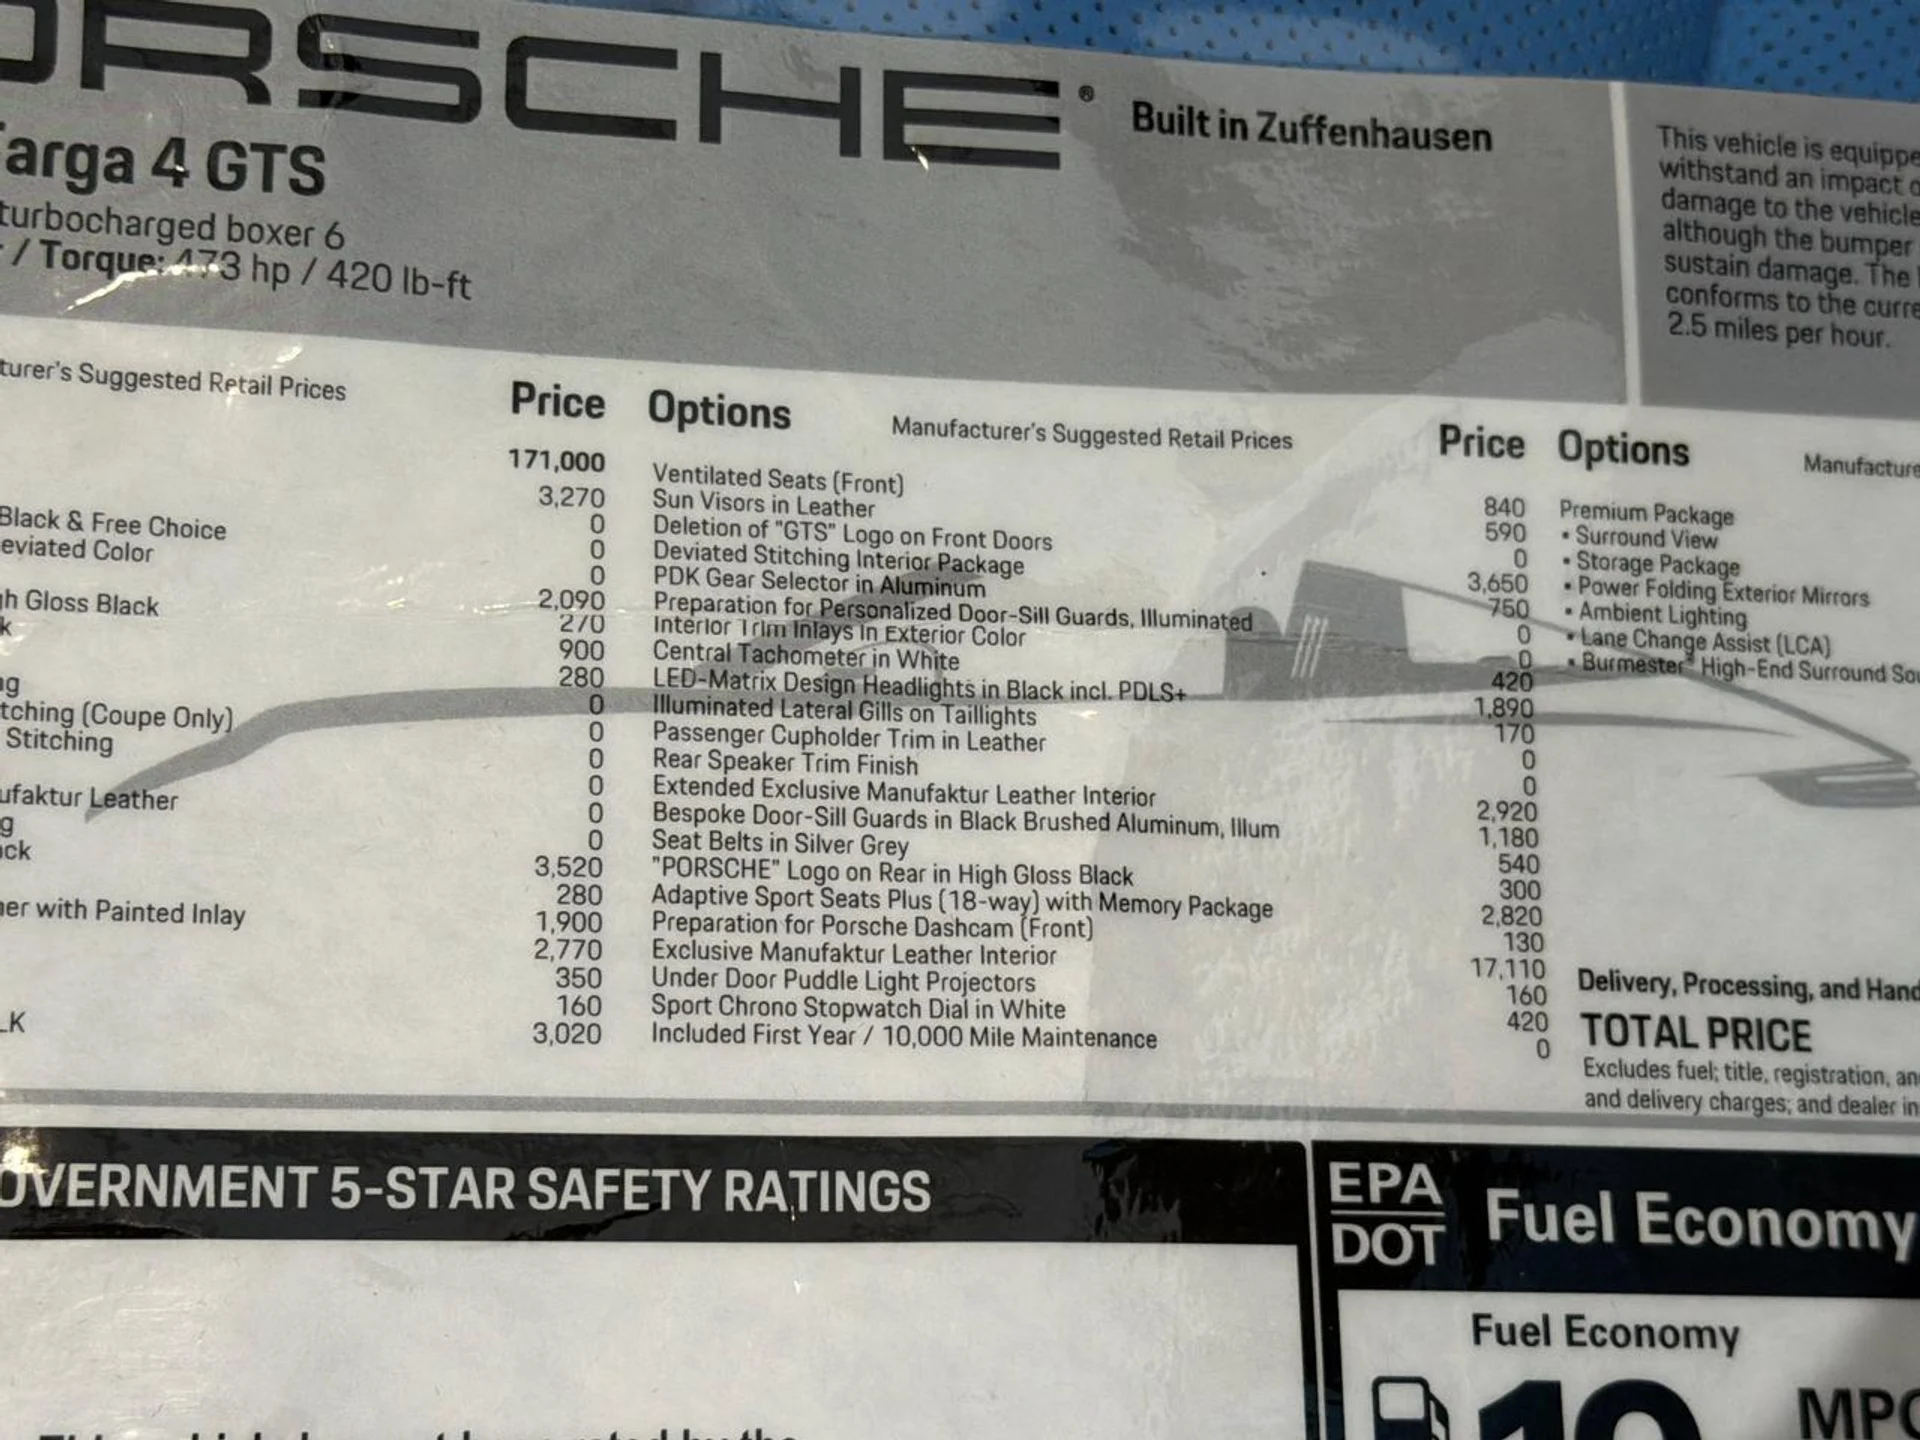 ORSCHE®
Built in Zuffenhausen
Targa 4 GTS
turbocharged boxer 6
/ Torque: 473 hp / 420 lb-ft
This vehicle is equippe
withstand an impact o
damage to the vehicle
although the bumper
sustain damage. The
conforms to the curre
2.5 miles per hour.
turer's Suggested Retail Prices
Price
171,000
3,270
0
0
0
2,090
270
900
280
0
0
0
0
0
0
3,520
280
1,900
2,770
350
160
3,020
Black & Free Choice
eviated Color
gh Gloss Black
k
ng
tching (Coupe Only)
Stitching
ufaktur Leather
g
ack
ner with Painted Inlay
LK
Options Manufacturer's Suggested Retail Prices
Ventilated Seats (Front)
Sun Visors in Leather
Deletion of "GTS" Logo on Front Doors
Deviated Stitching Interior Package
PDK Gear Selector in Aluminum
Preparation for Personalized Door-Sill Guards, Illuminated
Interior Trim Inlays in Exterior Color
Central Tachometer in White
LED-Matrix Design Headlights in Black incl. PDLS+
Illuminated Lateral Gills on Taillights
Passenger Cupholder Trim in Leather
Rear Speaker Trim Finish
Extended Exclusive Manufaktur Leather Interior
Bespoke Door-Sill Guards in Black Brushed Aluminum, Illum
Seat Belts in Silver Grey
"PORSCHE" Logo on Rear in High Gloss Black
Adaptive Sport Seats Plus (18-way) with Memory Package
Preparation for Porsche Dashcam (Front)
Exclusive Manufaktur Leather Interior
Under Door Puddle Light Projectors
Sport Chrono Stopwatch Dial in White
Included First Year / 10,000 Mile Maintenance
Price
840
590
0
3,650
750
0
0
420
1,890
170
0
0
2,920
1,180
540
300
2,820
130
17,110
160
420
0
Options Manufacture
Premium Package
• Surround View
• Storage Package
• Power Folding Exterior Mirrors
• Ambient Lighting
• Lane Change Assist (LCA)
• Burmester® High-End Surround Sou
Delivery, Processing, and Hand
TOTAL PRICE
Excludes fuel; title, registration, an
and delivery charges; and dealer in
OVERNMENT 5-STAR SAFETY RATINGS
EPA
DOT
Fuel Economy
Fuel Economy
MPG